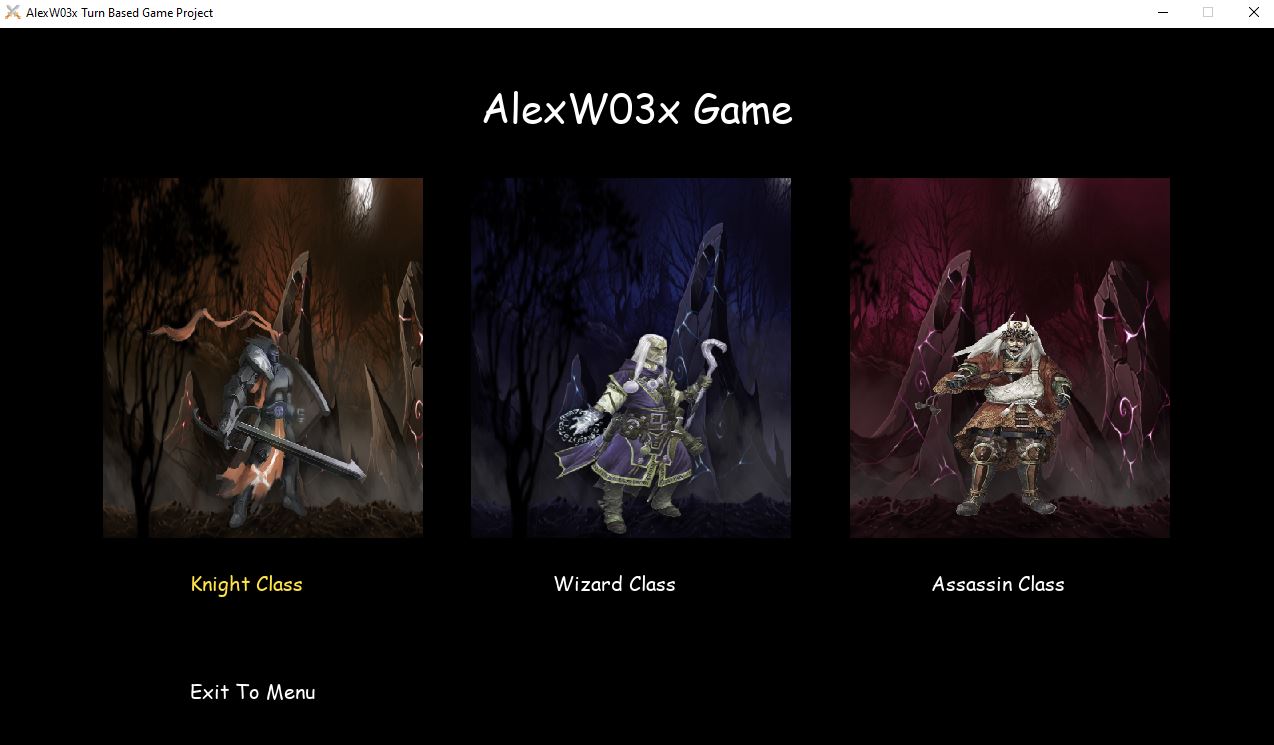 AlexW03x Turn Based Game Project
AlexW03x Game
Knight Class
Wizard Class
Assassin Class
Exit To Menu